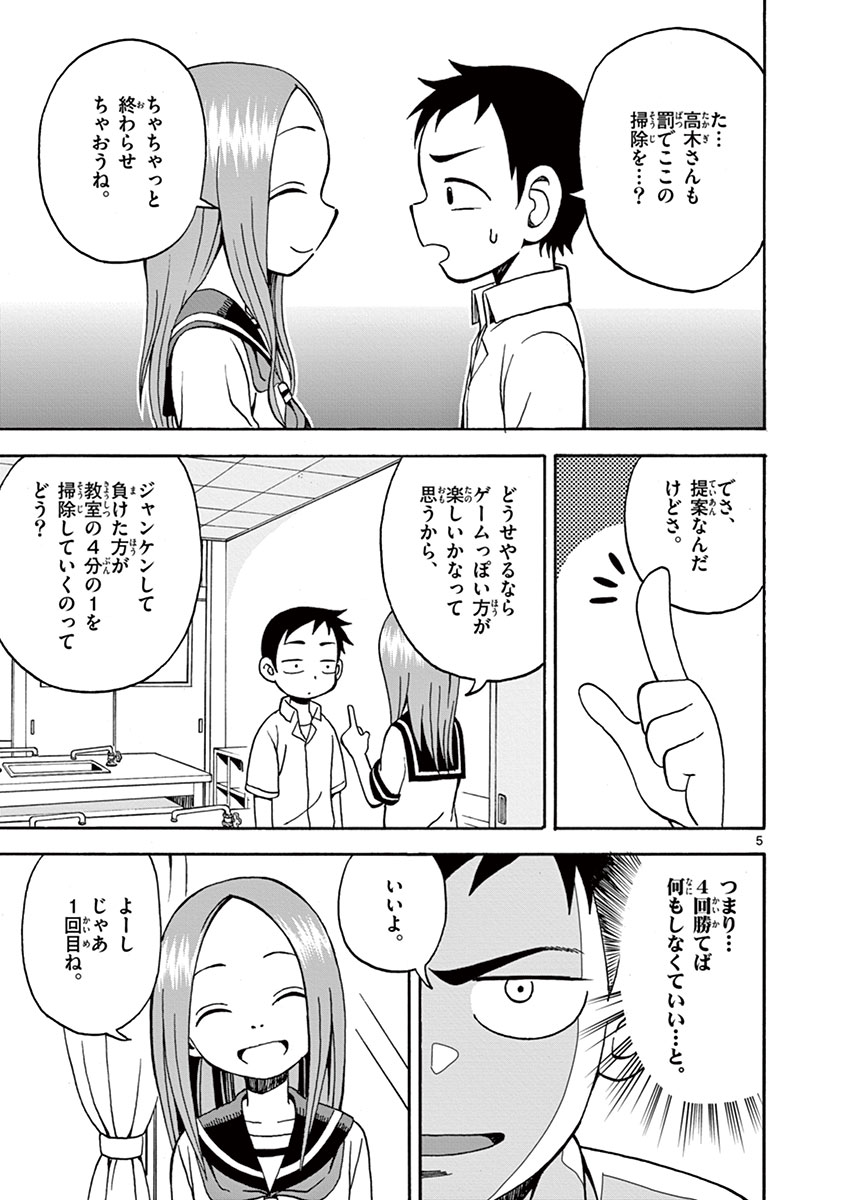 た…
高木さんも
罰でここの
掃除を…？
ちゃちゃっと
終わらせ
ちゃおうね。
でさ、
提案なんだ
けどさ。
どうせやるなら
ゲームっぽい方が
楽しいかなって
思うから、
ジャンケンして
負けた方が
教室の４分の１を
掃除していくのって
どう？
5
つまり…
４回勝てば
何もしなくていい…と。
いいよ。
よーし
じゃあ
１回目ね。